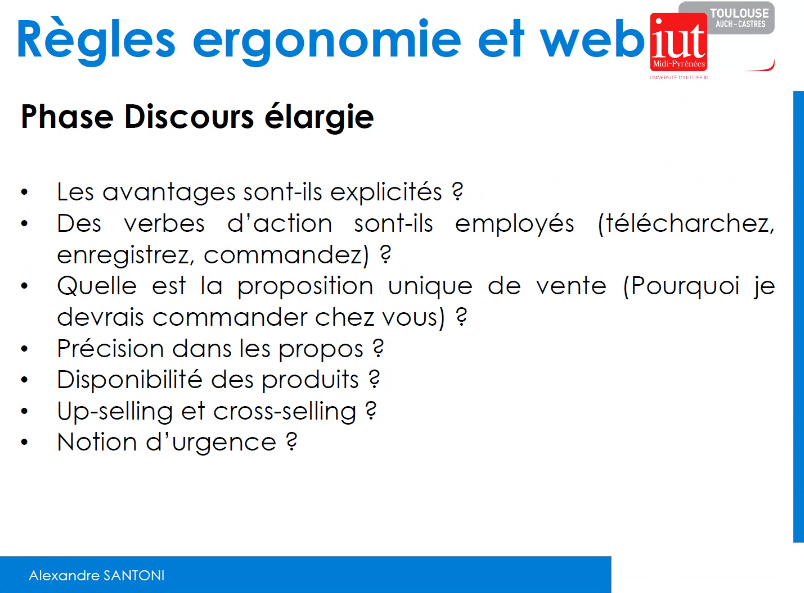 Règles ergonomie et web
TOULOUSE
AUCH - CASTRES
iut
Midi-Pyrénées
Phase Discours élargie
• Les avantages sont-ils explicités ?
• Des verbes d’action sont-ils employés (télécharchez,
enregistrez, commandez) ?
• Quelle est la proposition unique de vente (Pourquoi je
devrais commander chez vous) ?
• Précision dans les propos ?
• Disponibilité des produits ?
• Up-selling et cross-selling ?
• Notion d’urgence ?
Alexandre SANTONI